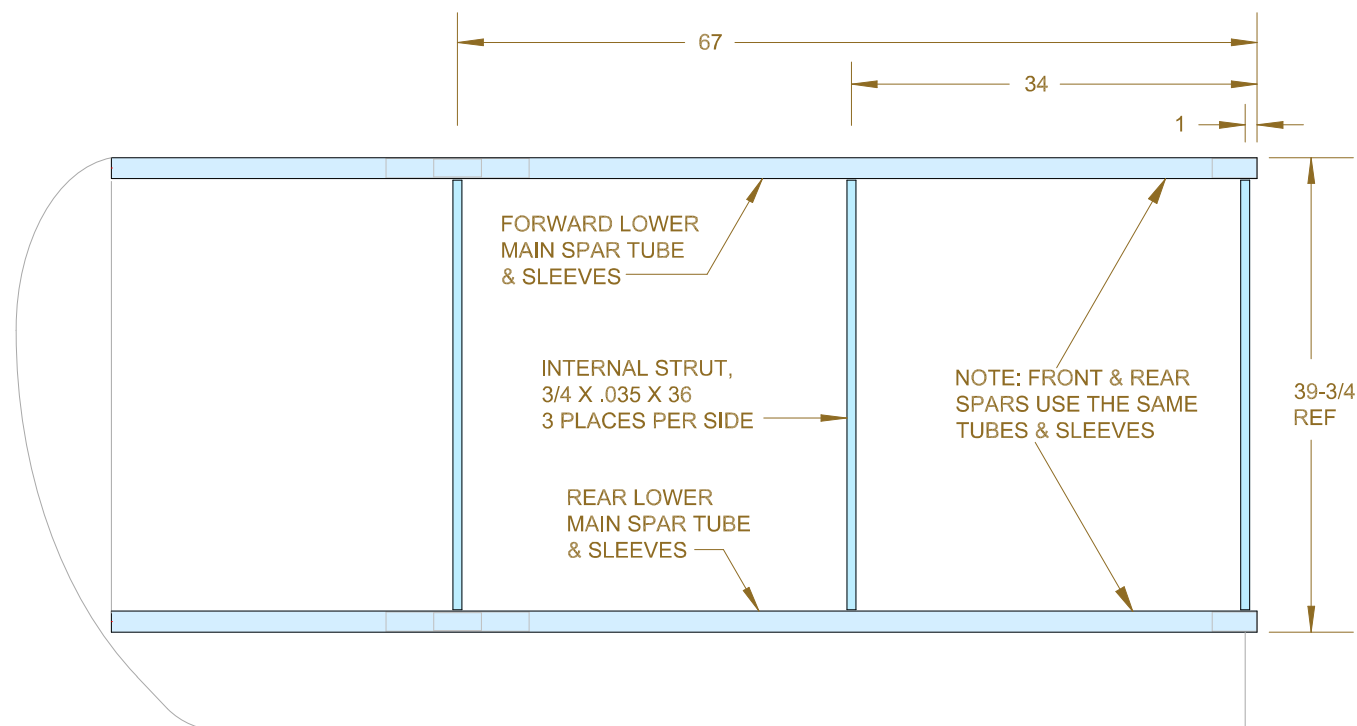 67
34
1
FORWARD LOWER
MAIN SPAR TUBE
& SLEEVES
INTERNAL STRUT,
3/4 X .035 X 36
3 PLACES PER SIDE
NOTE: FRONT & REAR
SPARS USE THE SAME
TUBES & SLEEVES
39-3/4
REF
REAR LOWER
MAIN SPAR TUBE
& SLEEVES